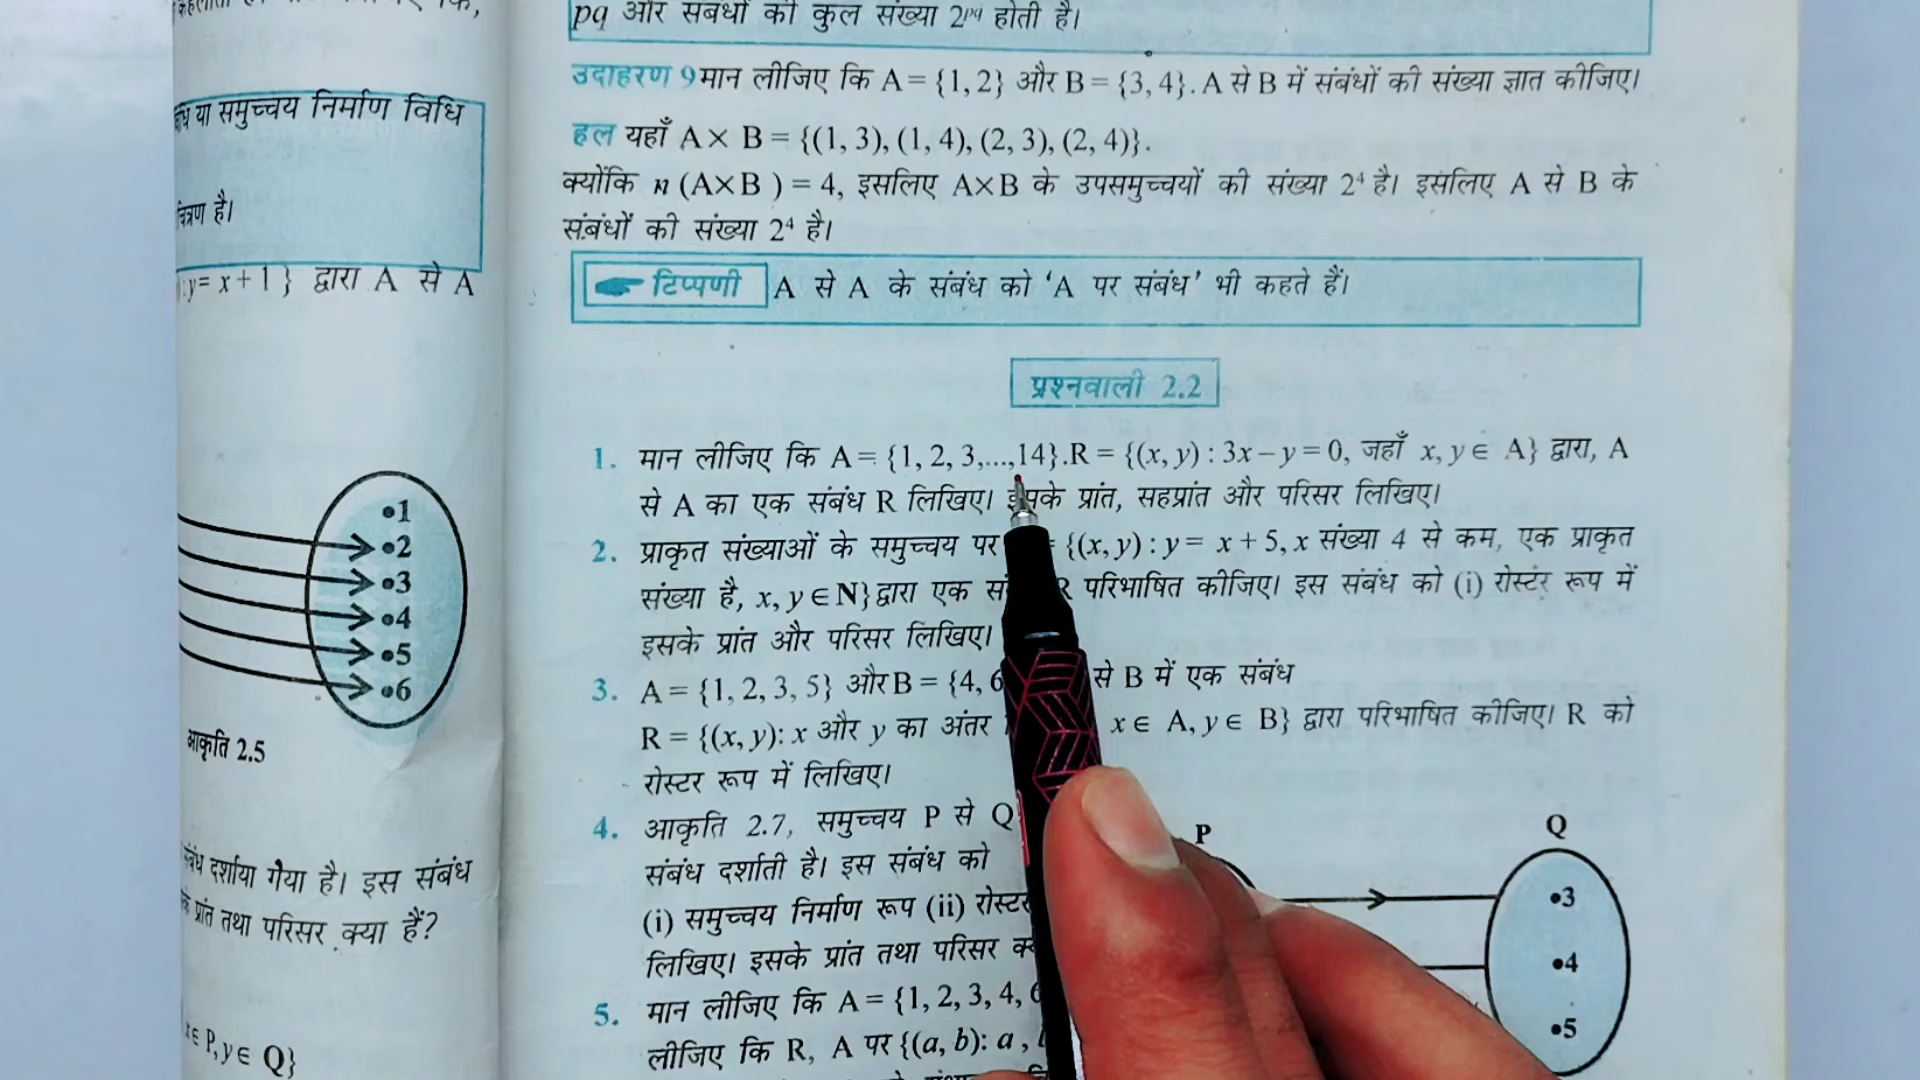 pq और संबंधों की कुल संख्या 2ᵖᵠ होती है।
उदाहरण 9 मान लीजिए कि A = {1, 2} और B = {3, 4}. A से B में संबंधों की संख्या ज्ञात कीजिए।
हल यहाँ A × B = {(1, 3), (1, 4), (2, 3), (2, 4)}.
क्योंकि n (A×B ) = 4, इसलिए A×B के उपसमुच्चयों की संख्या 2⁴ है। इसलिए A से B के
संबंधों की संख्या 2⁴ है।
टिप्पणी A से A के संबंध को ‘A पर संबंध’ भी कहते हैं।
प्रश्नावली 2.2
1. मान लीजिए कि A = {1, 2, 3,...,14}.R = {(x, y) : 3x – y = 0, जहाँ x, y ∈ A} द्वारा, A
से A का एक संबंध R लिखिए। इसके प्रांत, सहप्रांत और परिसर लिखिए।
2. प्राकृत संख्याओं के समुच्चय पर = {(x, y) : y = x + 5, x संख्या 4 से कम, एक प्राकृत
संख्या है, x, y ∈ N} द्वारा एक R परिभाषित कीजिए। इस संबंध को (i) रोस्टर रूप में
इसके प्रांत और परिसर लिखिए।
3. A = {1, 2, 3, 5} और B = {4, 6 से B में एक संबंध
R = {(x, y): x और y का अंतर x ∈ A, y ∈ B} द्वारा परिभाषित कीजिए। R को
रोस्टर रूप में लिखिए।
4. आकृति 2.7, समुच्चय P से Q
संबंध दर्शाती है। इस संबंध को
(i) समुच्चय निर्माण रूप (ii) रोस्टर
लिखिए। इसके प्रांत तथा परिसर
5. मान लीजिए कि A = {1, 2, 3, 4, 6
लीजिए कि R, A पर {(a, b): a ,
P
Q
•3
•4
•5
या समुच्चय निर्माण विधि
है।
y = x + 1 } द्वारा A से A
•1
•2
•3
•4
•5
•6
आकृति 2.5
दर्शाया गया है। इस संबंध
प्रांत तथा परिसर क्या हैं?
x ∈ P, y ∈ Q}